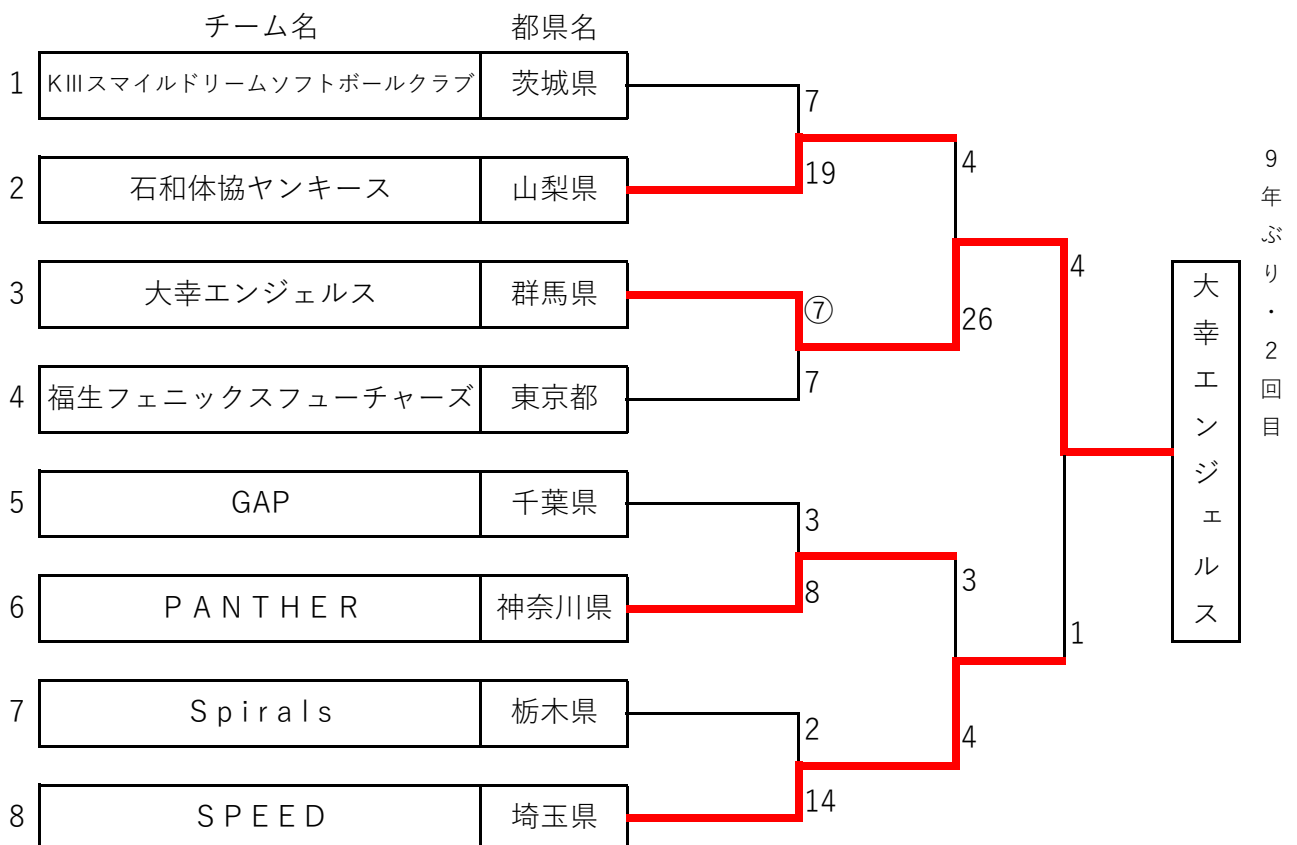 チーム名 都県名
1 KⅢスマイルドリームソフトボールクラブ 茨城県
7
19
2 石和体協ヤンキース 山梨県
4
3 大幸エンジェルス 群馬県
⑦
26
7
4 福生フェニックスフューチャーズ 東京都
4
5 GAP 千葉県
3
8
6 ＰＡＮＴＨＥＲ 神奈川県
3
1
7 Ｓｐｉｒａｌｓ 栃木県
2
4
14
8 ＳＰＥＥＤ 埼玉県
大幸エンジェルス
9年ぶり・2回目